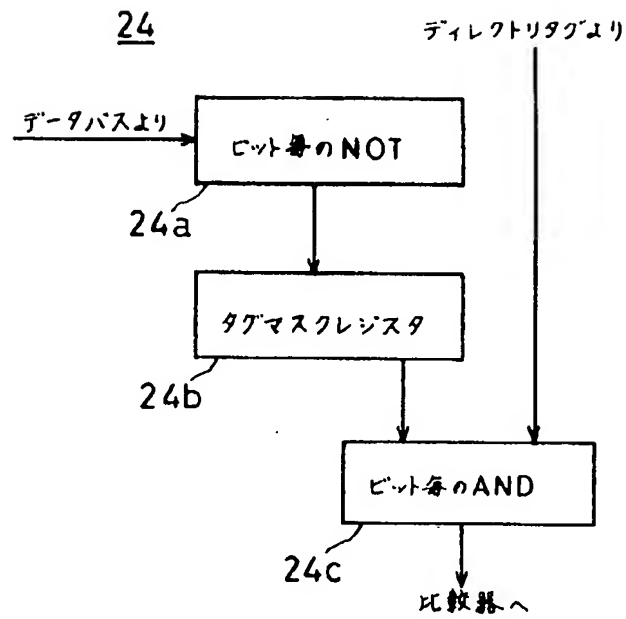 24
ディレクトリタグより
データバスより
ビット毎のNOT
24a
タグマスクレジスタ
24b
ビット毎のAND
24c
比較器へ